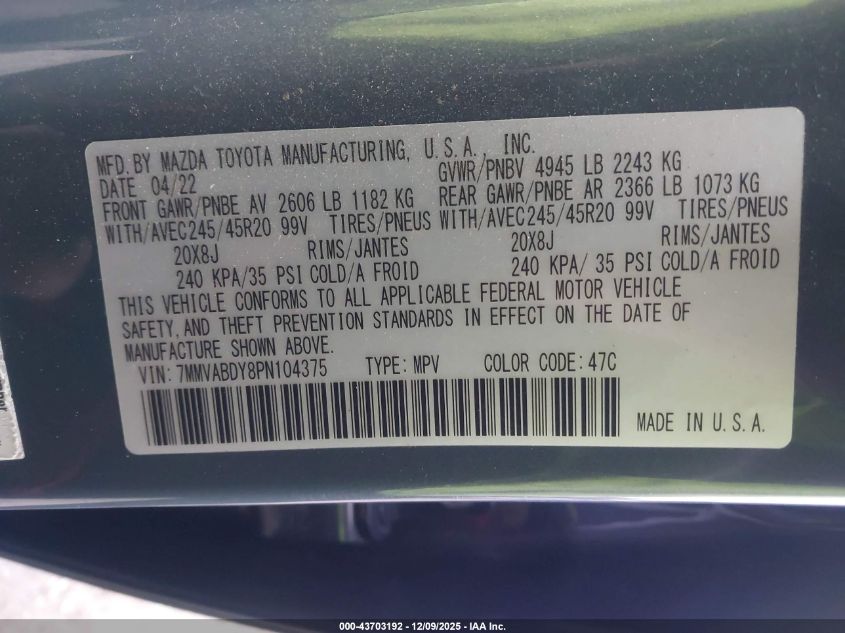 MFD. BY MAZDA TOYOTA MANUFACTURING, U.S.A., INC.
DATE 04/22 GVWR/PNBV 4945 LB 2243 KG
FRONT GAWR/PNBE AV 2606 LB 1182 KG REAR GAWR/PNBE AR 2366 LB 1073 KG
WITH/AVEC 245/45R20 99V TIRES/PNEUS WITH/AVEC 245/45R20 99V TIRES/PNEUS
20X8J RIMS/JANTES 20X8J RIMS/JANTES
240 KPA/35 PSI COLD/A FROID 240 KPA/ 35 PSI COLD/A FROID
THIS VEHICLE CONFORMS TO ALL APPLICABLE FEDERAL MOTOR VEHICLE
SAFETY, AND THEFT PREVENTION STANDARDS IN EFFECT ON THE DATE OF
MANUFACTURE SHOWN ABOVE.
VIN: 7MMVABDY8PN104375 TYPE: MPV COLOR CODE: 47C
MADE IN U.S.A.
000-43703192 - 12/09/2025 - IAA Inc.